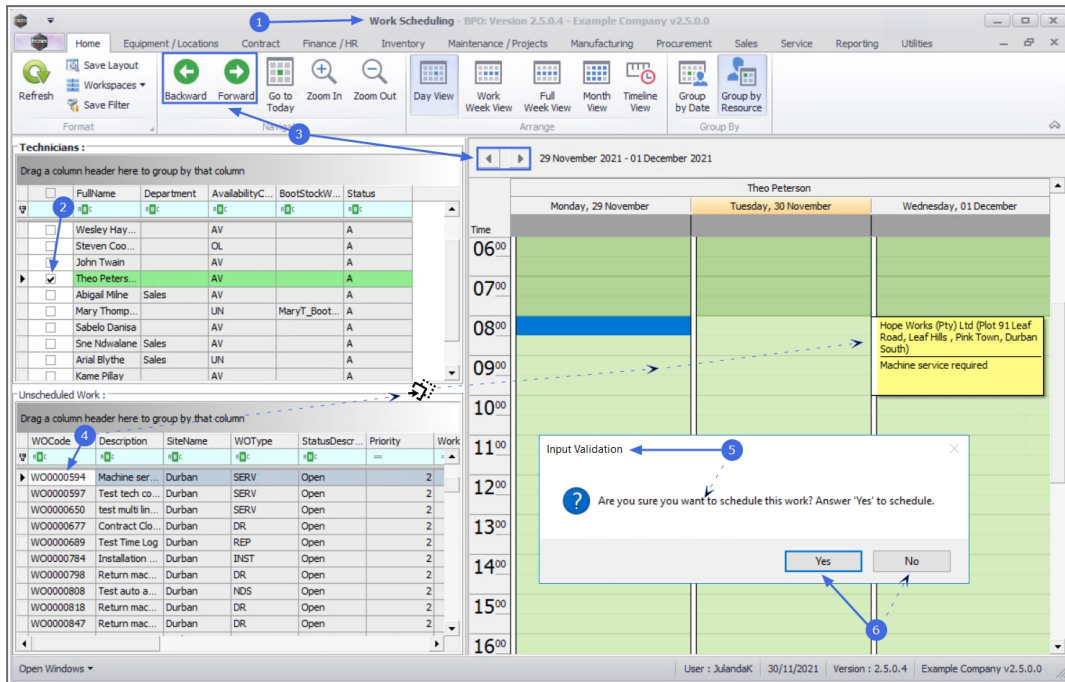 1 Work Scheduling - BPO: Version 2.5.0.4 - Example Company v2.5.0.0
Home Equipment / Locations Contract Finance / HR Inventory Maintenance / Projects Manufacturing Procurement Sales Service Reporting Utilities
Refresh Save Layout Workspaces Save Filter
Backward Forward Go to Today Zoom In Zoom Out
Day View Work Week View Full Week View Month View Timeline View
Group by Date Group by Resource
Format Arrange Group By
3
Technicians :
Drag a column header here to group by that column
FullName Department AvailabilityC... BootStockW... Status
2
Wesley Hay... AV A
Steven Coo... OL A
John Twain AV A
Theo Peters... AV A
Abigail Milne Sales AV A
Mary Thomp... UN MaryT_Boot... A
Sabelo Danisa AV A
Sne Ndwalane Sales AV A
Arial Blythe Sales UN A
Kame Pillay AV A
Unscheduled Work :
Drag a column header here to group by that column
WOCode 4 Description SiteName WOType StatusDescr... Priority Work
=
WO0000594 Machine ser... Durban SERV Open 2
WO0000597 Test tech co... Durban SERV Open 2
WO0000650 test multi lin... Durban SERV Open 2
WO0000677 Contract Clo... Durban DR Open 2
WO0000689 Test Time Log Durban REP Open 2
WO0000784 Installation ... Durban INST Open 2
WO0000798 Return mac... Durban DR Open 2
WO0000808 Test auto a... Durban NDS Open 2
WO0000818 Return mac... Durban DR Open 2
WO0000847 Return mac... Durban DR Open 2
29 November 2021 - 01 December 2021
Theo Peterson
Monday, 29 November Tuesday, 30 November Wednesday, 01 December
Time
06 00
07 00
08 00
09 00
10 00
11 00
12 00
13 00
14 00
15 00
16 00
Hope Works (Pty) Ltd (Plot 91 Leaf
Road, Leaf Hills , Pink Town, Durban
South)
Machine service required
Input Validation 5
Are you sure you want to schedule this work? Answer 'Yes' to schedule.
Yes No
6
Open Windows User : JulandaK 30/11/2021 Version : 2.5.0.4 Example Company v2.5.0.0